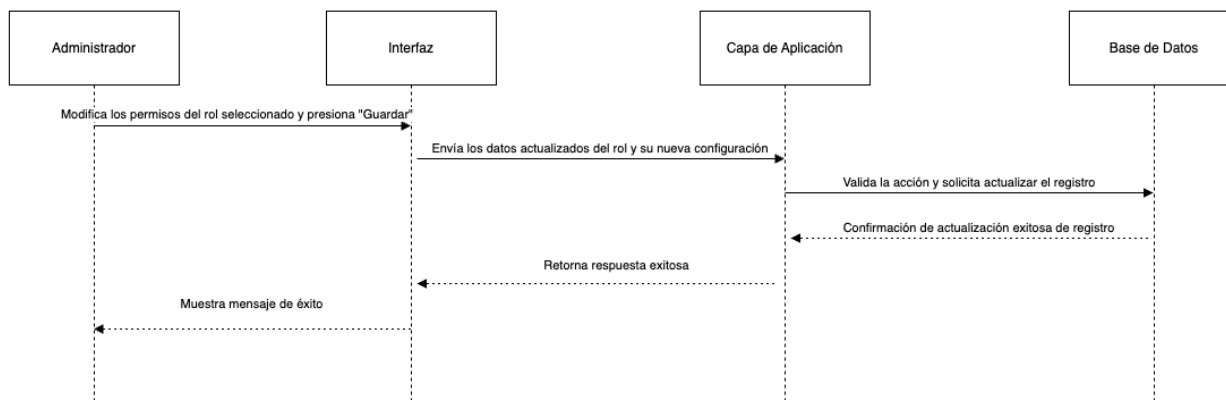 Administrador
Interfaz
Capa de Aplicación
Base de Datos
Modifica los permisos del rol seleccionado y presiona "Guardar"
Envía los datos actualizados del rol y su nueva configuración
Valida la acción y solicita actualizar el registro
Confirmación de actualización exitosa de registro
Retorna respuesta exitosa
Muestra mensaje de éxito